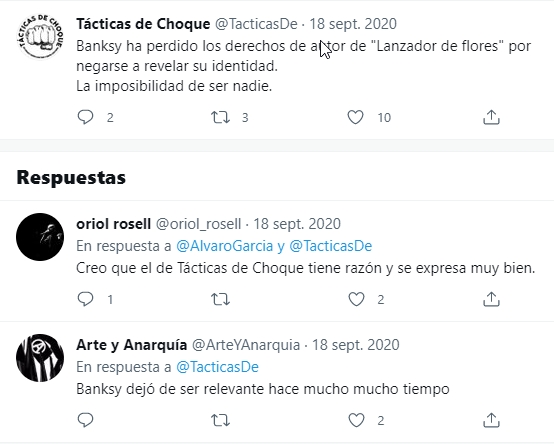 TÁCTICAS DE CHOQUE
Tácticas de Choque @TacticasDe · 18 sept. 2020
Banksy ha perdido los derechos de autor de "Lanzador de flores" por
negarse a revelar su identidad.
La imposibilidad de ser nadie.
2 3 10
Respuestas
oriol rosell @oriol_rosell · 18 sept. 2020
En respuesta a @AlvaroGarcia y @TacticasDe
Creo que el de Tácticas de Choque tiene razón y se expresa muy bien.
1 2
Arte y Anarquía @ArteYAnarquia · 18 sept. 2020
En respuesta a @TacticasDe
Banksy dejó de ser relevante hace mucho mucho tiempo
2